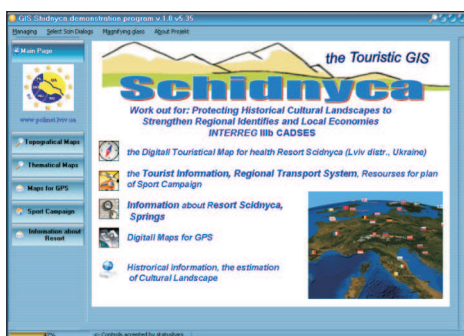 GIS Sludnyca demonstration program v.1.0 v5.35
Managing Select Scin Dialogs Magnifying glass About Projekt
Main Page
www.polinet.lviv.ua
Topografical Maps
Thematical Maps
Maps for GPS
Sport Campaign
Information about
Resort
the Touristic GIS
Schidnyca
Work out for: Protecting Historical Cultural Landscapes to
Strengthen Regional Identifies and Local Economies
INTERREG IIIb CADSES
the Digitall Touristical Map for health Resort Scidnyca (Lviv distr., Ukraine)
the Tourist Information, Regional Transport System, Resourses for plan
of Sport Campaign
Information about Resort Scidnyca,
Springs
Digitall Maps for GPS
Histrorical information, the estimation
of Cultural Landscape
Controls accepted by statusbars